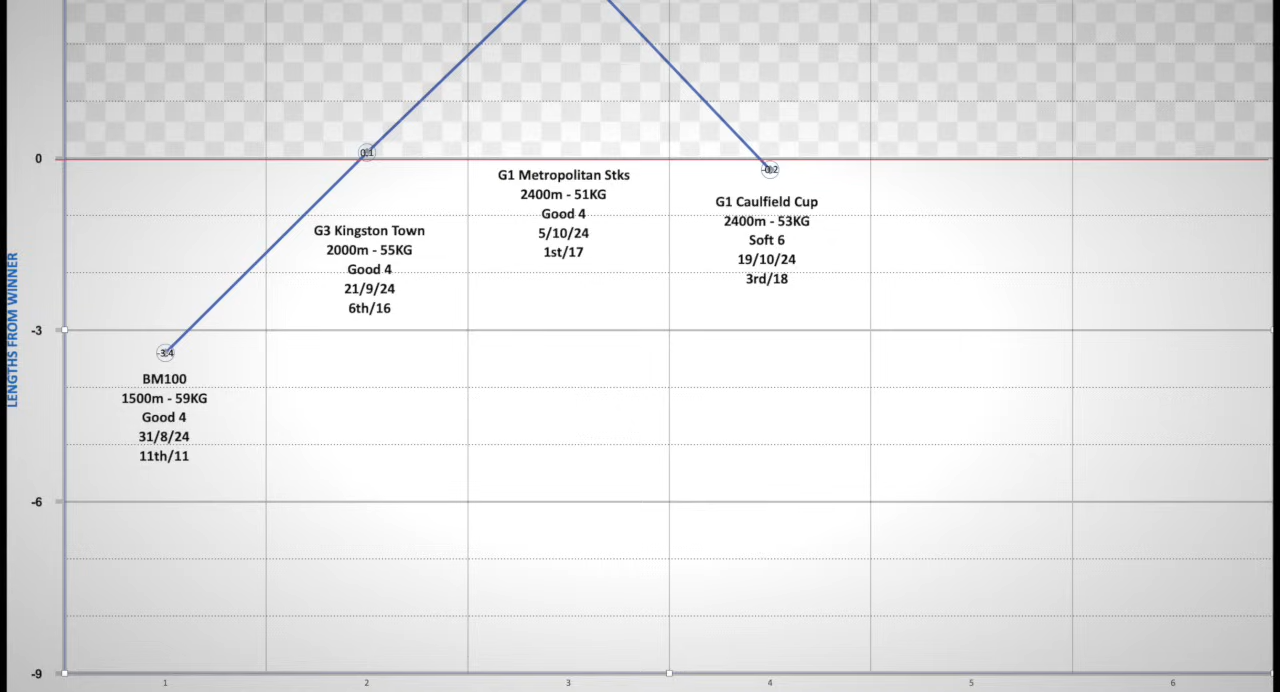 LENGTHS FROM WINNER
0
-3
-6
-9
-3.4
BM100
1500m - 59KG
Good 4
31/8/24
11th/11
0.1
G3 Kingston Town
2000m - 55KG
Good 4
21/9/24
6th/16
G1 Metropolitan Stks
2400m - 51KG
Good 4
5/10/24
1st/17
-0.2
G1 Caulfield Cup
2400m - 53KG
Soft 6
19/10/24
3rd/18
1
2
3
4
5
6